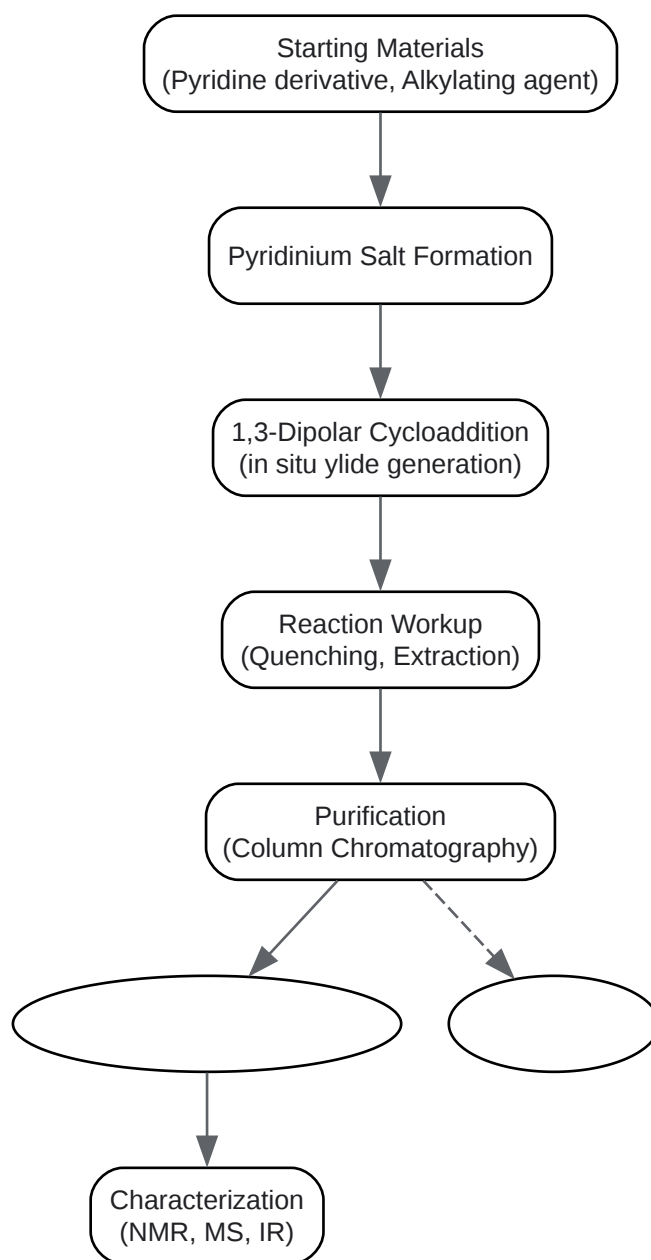 Starting Materials
(Pyridine derivative, Alkylating agent)
Pyridinium Salt Formation
1,3-Dipolar Cycloaddition
(in situ ylide generation)
Reaction Workup
(Quenching, Extraction)
Purification
(Column Chromatography)
Characterization
(NMR, MS, IR)